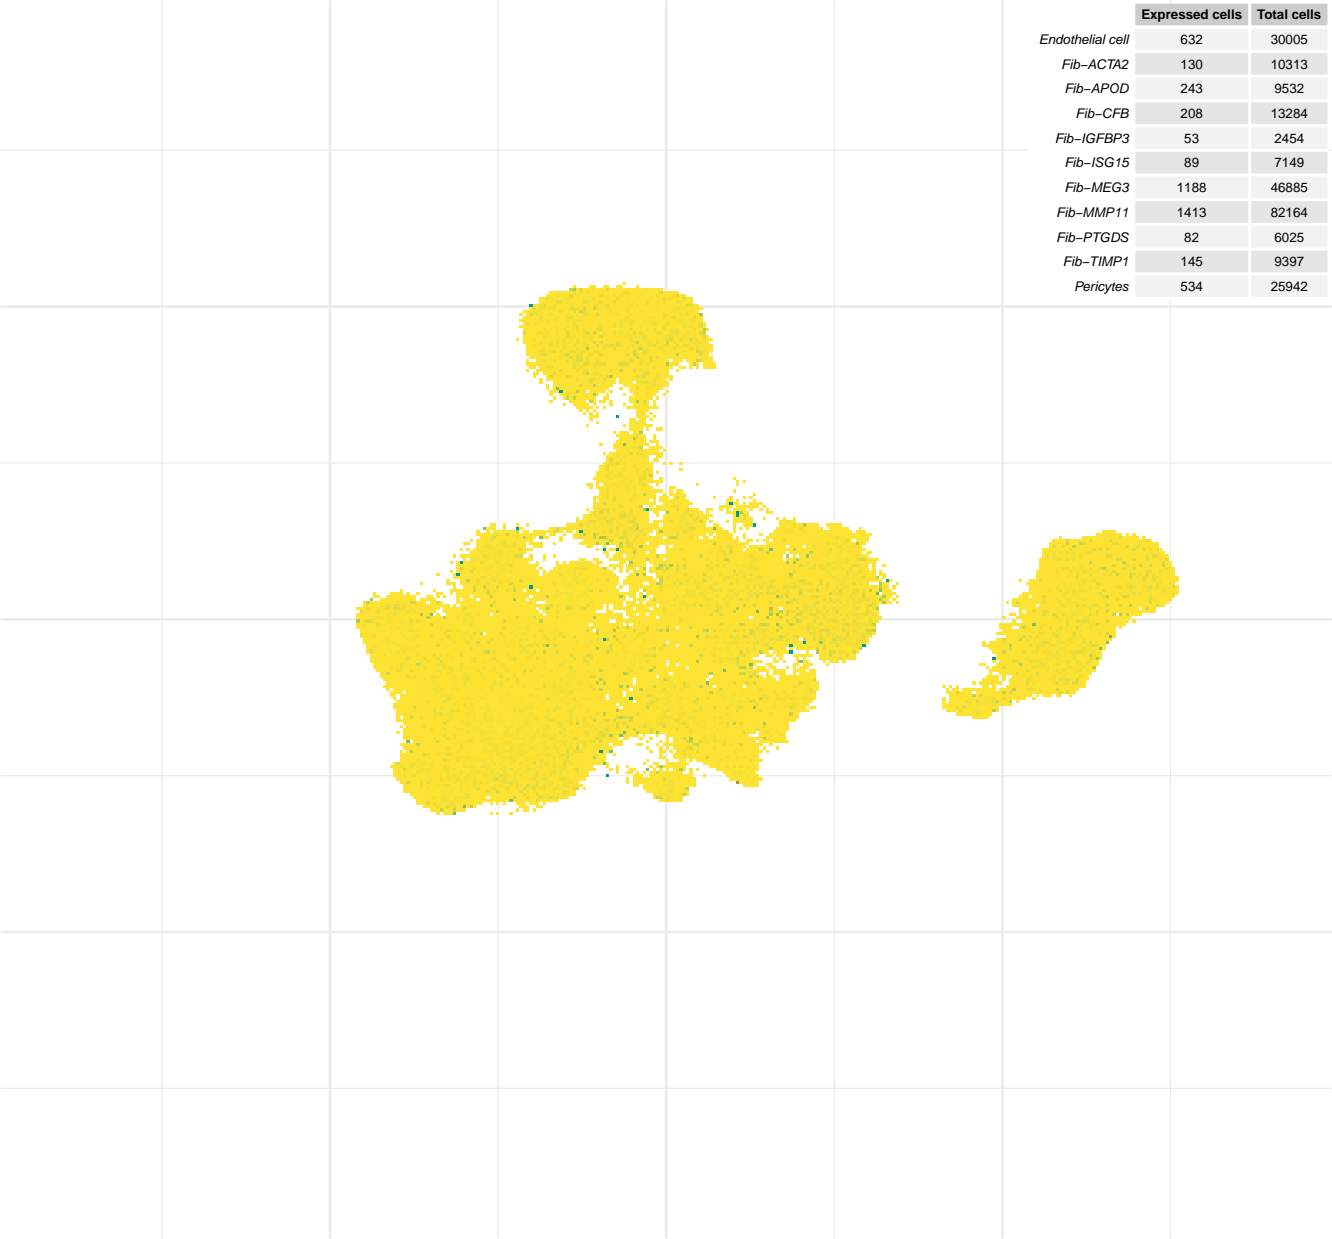 Expressed cells Total cells
Endothelial cell 632 30005
Fib−ACTA2 130 10313
Fib−APOD 243 9532
Fib−CFB 208 13284
Fib−IGFBP3 53 2454
Fib−ISG15 89 7149
Fib−MEG3 1188 46885
Fib−MMP11 1413 82164
Fib−PTGDS 82 6025
Fib−TIMP1 145 9397
Pericytes 534 25942